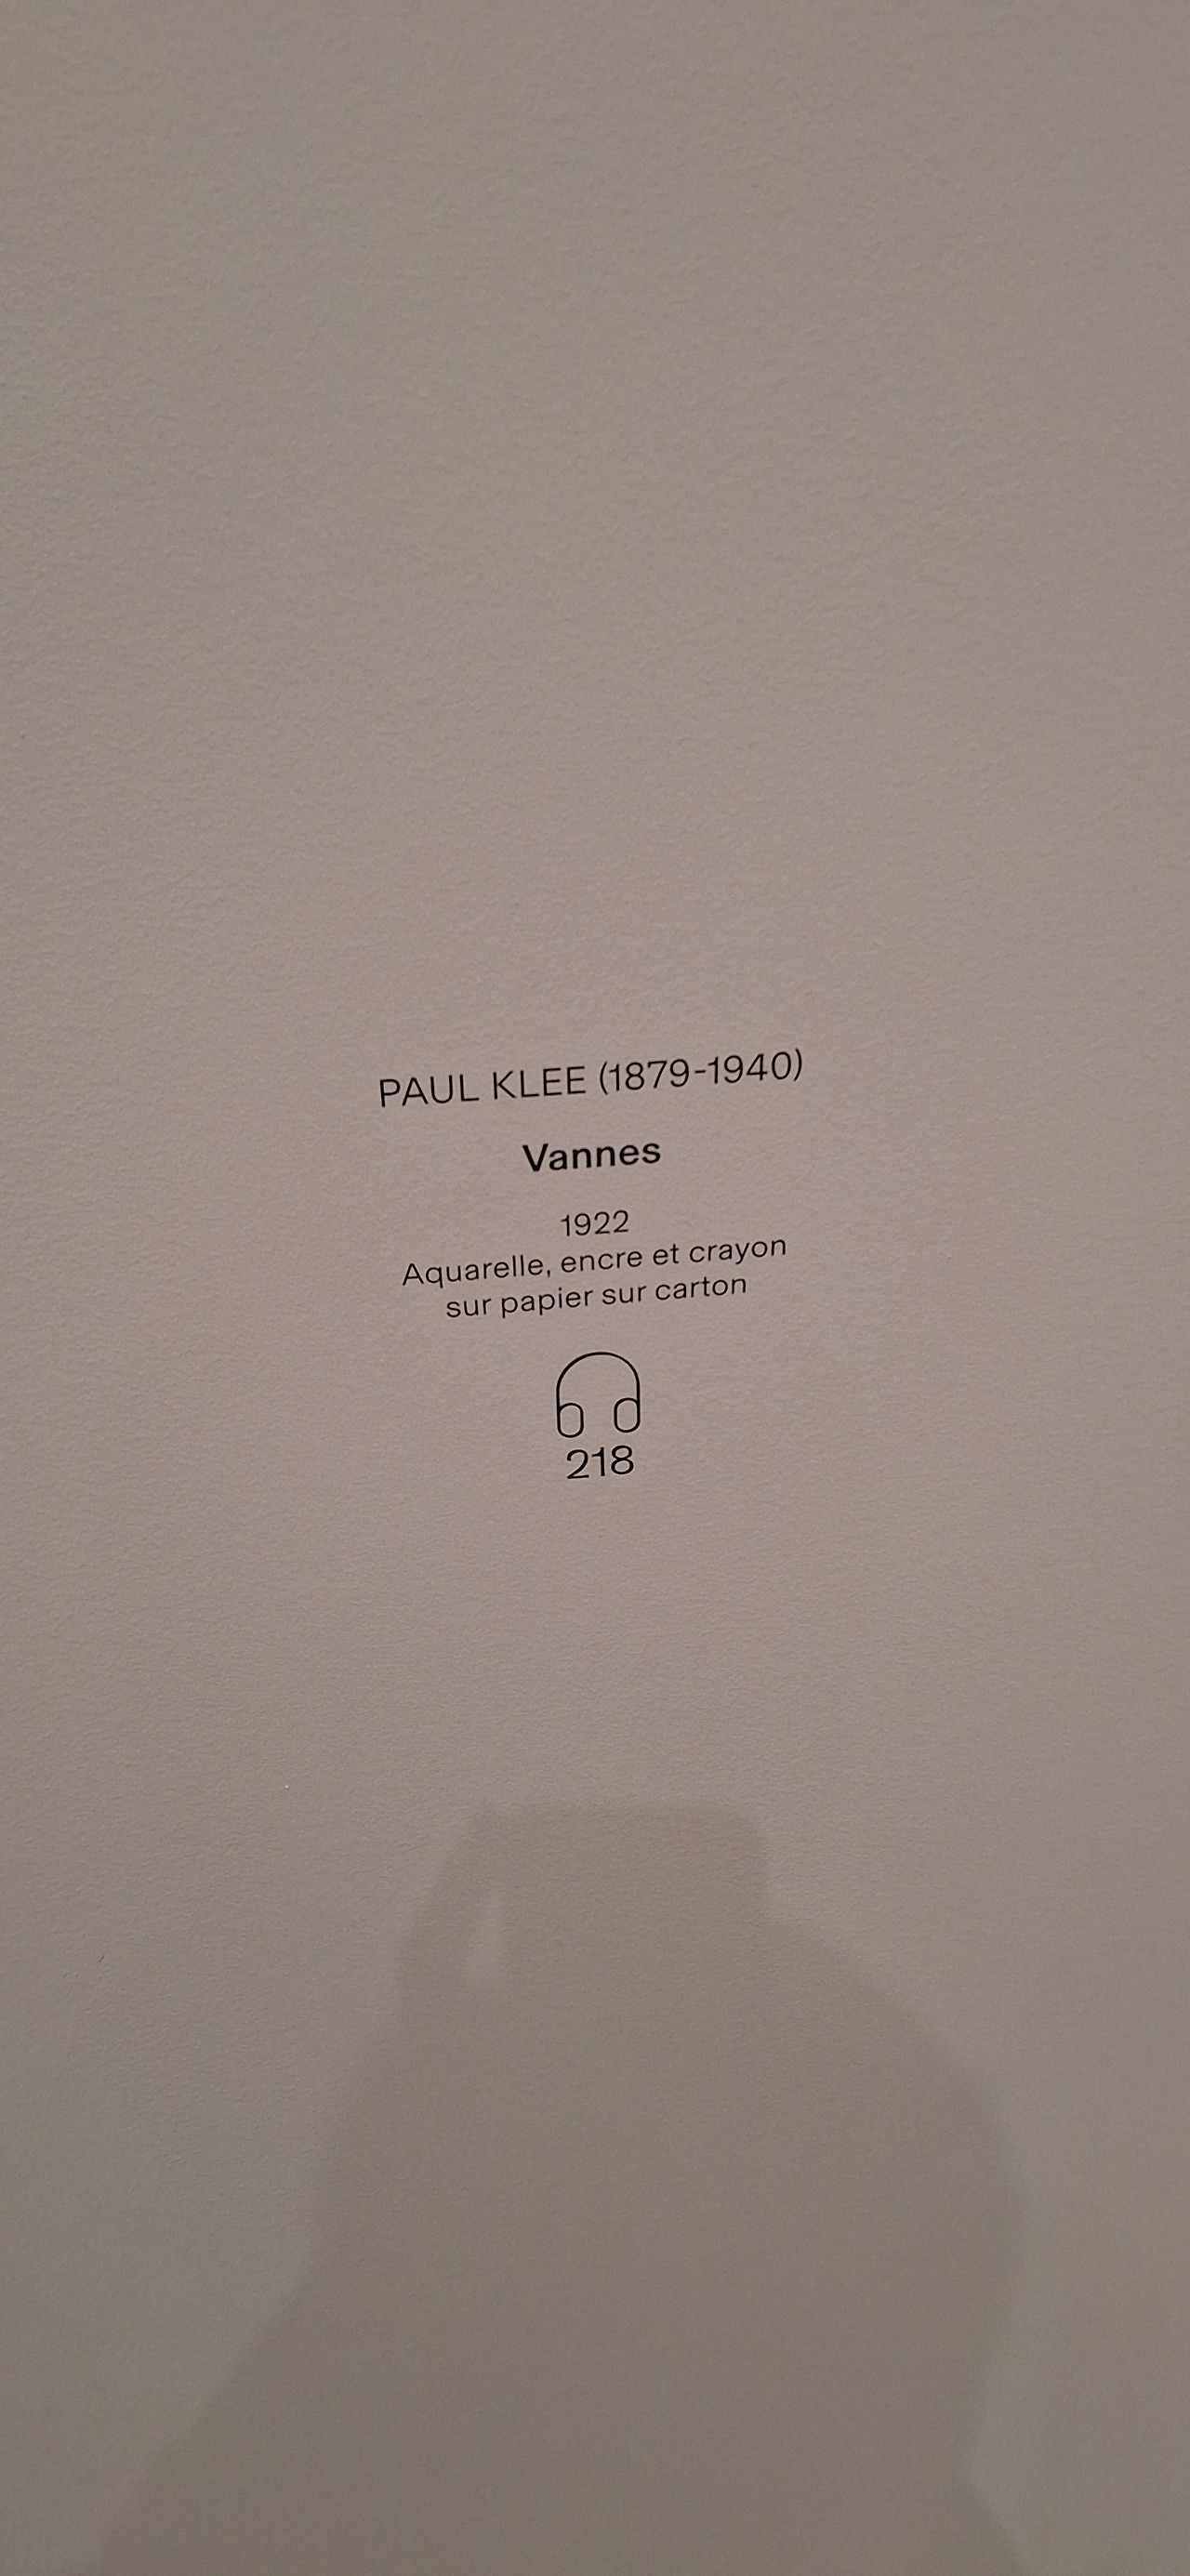 PAUL KLEE (1879-1940)
Vannes
1922
Aquarelle, encre et crayon
sur papier sur carton
218